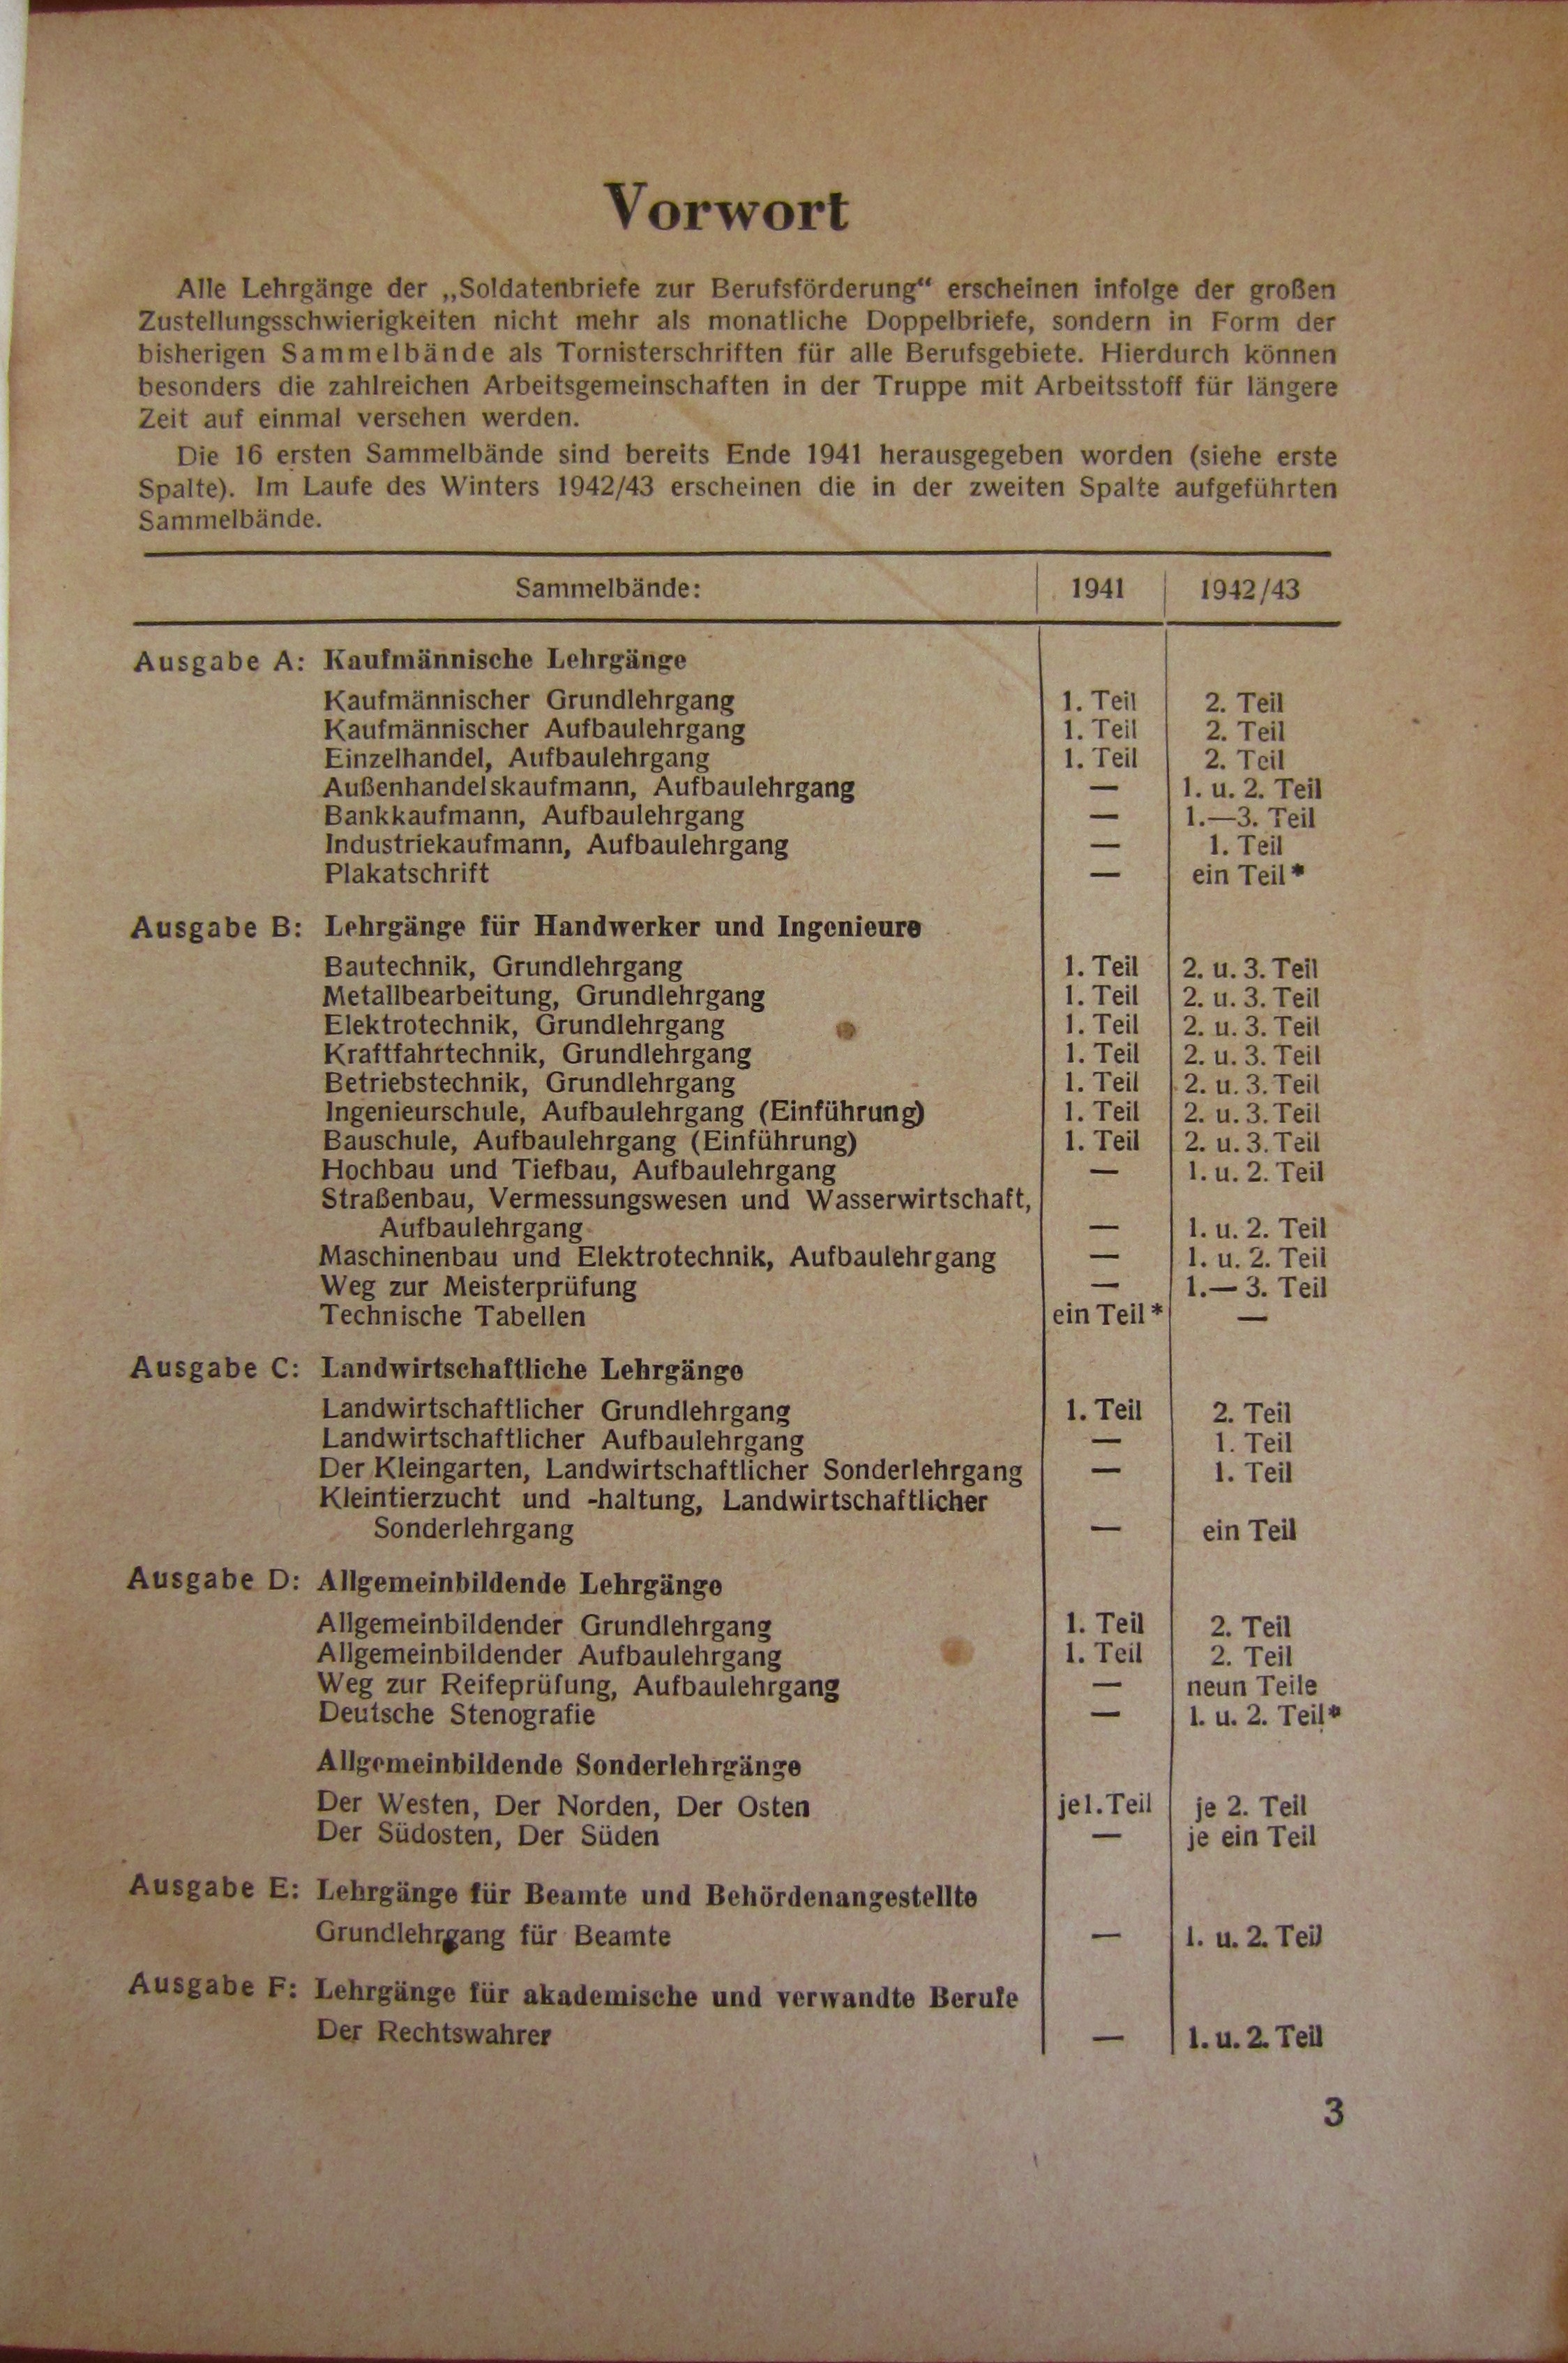 Vorwort
Alle Lehrgänge der „Soldatenbriefe zur Berufsförderung“ erscheinen infolge der großen
Zustellungsschwierigkeiten nicht mehr als monatliche Doppelbriefe, sondern in Form der
bisherigen Sammelbände als Tornisterschriften für alle Berufsgebiete. Hierdurch können
besonders die zahlreichen Arbeitsgemeinschaften in der Truppe mit Arbeitsstoff für längere
Zeit auf einmal versehen werden.
Die 16 ersten Sammelbände sind bereits Ende 1941 herausgegeben worden (siehe erste
Spalte). Im Laufe des Winters 1942/43 erscheinen die in der zweiten Spalte aufgeführten
Sammelbände.
Sammelbände: 1941 1942/43
Ausgabe A: Kaufmännische Lehrgänge
Kaufmännischer Grundlehrgang 1. Teil 2. Teil
Kaufmännischer Aufbaulehrgang 1. Teil 2. Teil
Einzelhandel, Aufbaulehrgang 1. Teil 2. Teil
Außenhandelskaufmann, Aufbaulehrgang — 1. u. 2. Teil
Bankkaufmann, Aufbaulehrgang — 1.—3. Teil
Industriekaufmann, Aufbaulehrgang — 1. Teil
Plakatschrift — ein Teil*
Ausgabe B: Lehrgänge für Handwerker und Ingenieure
Bautechnik, Grundlehrgang 1. Teil 2. u. 3. Teil
Metallbearbeitung, Grundlehrgang 1. Teil 2. u. 3. Teil
Elektrotechnik, Grundlehrgang 1. Teil 2. u. 3. Teil
Kraftfahrtechnik, Grundlehrgang 1. Teil 2. u. 3. Teil
Betriebstechnik, Grundlehrgang 1. Teil 2. u. 3. Teil
Ingenieurschule, Aufbaulehrgang (Einführung) 1. Teil 2. u. 3. Teil
Bauschule, Aufbaulehrgang (Einführung) 1. Teil 2. u. 3. Teil
Hochbau und Tiefbau, Aufbaulehrgang — 1. u. 2. Teil
Straßenbau, Vermessungswesen und Wasserwirtschaft,
Aufbaulehrgang — 1. u. 2. Teil
Maschinenbau und Elektrotechnik, Aufbaulehrgang — 1. u. 2. Teil
Weg zur Meisterprüfung — 1.— 3. Teil
Technische Tabellen ein Teil* —
Ausgabe C: Landwirtschaftliche Lehrgänge
Landwirtschaftlicher Grundlehrgang 1. Teil 2. Teil
Landwirtschaftlicher Aufbaulehrgang — 1. Teil
Der Kleingarten, Landwirtschaftlicher Sonderlehrgang — 1. Teil
Kleintierzucht und -haltung, Landwirtschaftlicher
Sonderlehrgang — ein Teil
Ausgabe D: Allgemeinbildende Lehrgänge
Allgemeinbildender Grundlehrgang 1. Teil 2. Teil
Allgemeinbildender Aufbaulehrgang 1. Teil 2. Teil
Weg zur Reifeprüfung, Aufbaulehrgang — neun Teile
Deutsche Stenografie — 1. u. 2. Teil*
Allgemeinbildende Sonderlehrgänge
Der Westen, Der Norden, Der Osten je 1. Teil je 2. Teil
Der Südosten, Der Süden — je ein Teil
Ausgabe E: Lehrgänge für Beamte und Behördenangestellte
Grundlehrgang für Beamte — 1. u. 2. Teil
Ausgabe F: Lehrgänge für akademische und verwandte Berufe
Der Rechtswahrer — 1. u. 2. Teil
3